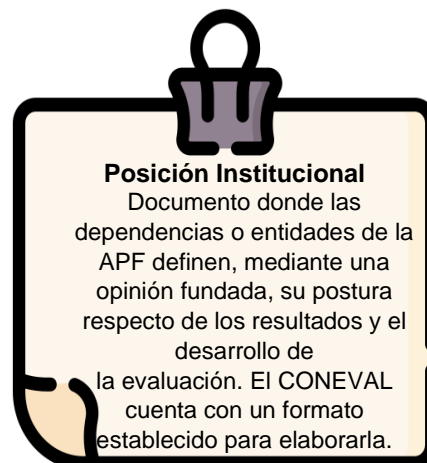 Posición Institucional
Documento donde las
dependencias o entidades de la
APF definen, mediante una
opinión fundada, su postura
respecto de los resultados y el
desarrollo de
la evaluación. El CONEVAL
cuenta con un formato
establecido para elaborarla.